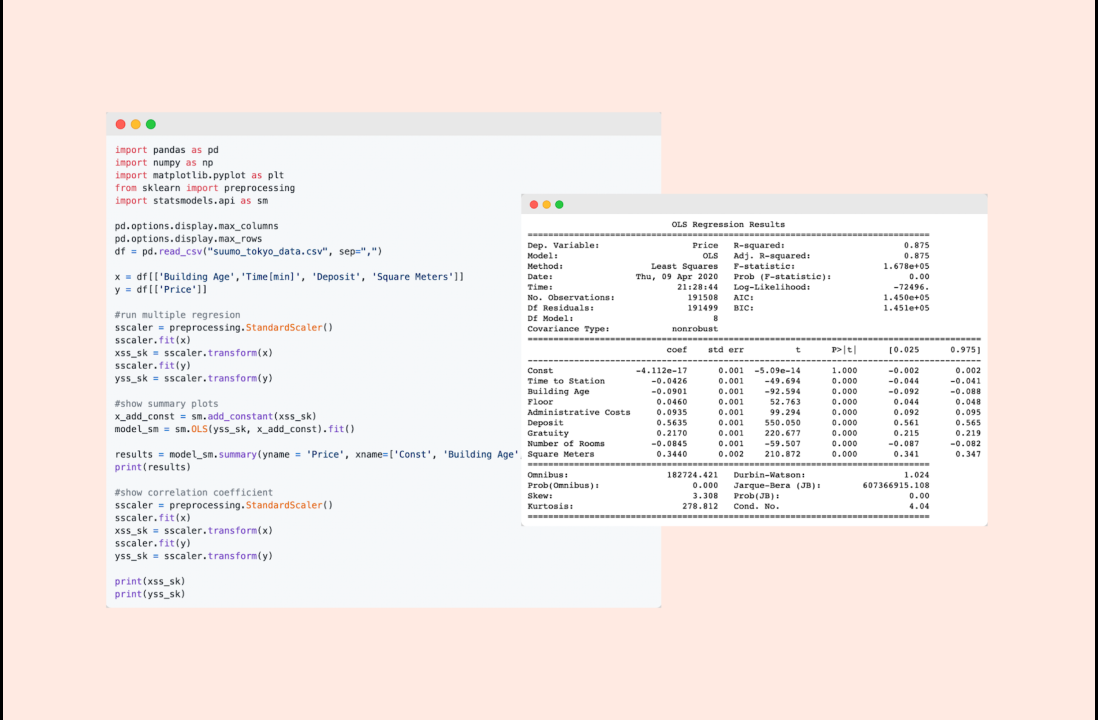 import pandas as pd
import numpy as np
import matplotlib.pyplot as plt
from sklearn import preprocessing
import statsmodels.api as sm
pd.options.display.max_columns
pd.options.display.max_rows
df = pd.read_csv("suumo_tokyo_data.csv", sep=",")
x = df[['Building Age','Time[min]', 'Deposit', 'Square Meters']]
y = df[['Price']]
#run multiple regresion
sscaler = preprocessing.StandardScaler()
sscaler.fit(x)
xss_sk = sscaler.transform(x)
sscaler.fit(y)
yss_sk = sscaler.transform(y)
#show summary plots
x_add_const = sm.add_constant(xss_sk)
model_sm = sm.OLS(yss_sk, x_add_const).fit()
results = model_sm.summary(yname = 'Price', xname=['Const', 'Building Age'
print(results)
#show correlation coefficient
sscaler = preprocessing.StandardScaler()
sscaler.fit(x)
xss_sk = sscaler.transform(x)
sscaler.fit(y)
yss_sk = sscaler.transform(y)
print(xss_sk)
print(yss_sk)
OLS Regression Results
Dep. Variable: Price R-squared: 0.875
Model: OLS Adj. R-squared: 0.875
Method: Least Squares F-statistic: 1.678e+05
Date: Thu, 09 Apr 2020 Prob (F-statistic): 0.00
Time: 21:28:44 Log-Likelihood: -72496.
No. Observations: 191508 AIC: 1.450e+05
Df Residuals: 191499 BIC: 1.451e+05
Df Model: 8
Covariance Type: nonrobust
coef std err t P>|t| [0.025 0.975]
Const -4.112e-17 0.001 -5.09e-14 1.000 -0.002 0.002
Time to Station -0.0426 0.001 -49.694 0.000 -0.044 -0.041
Building Age -0.0901 0.001 -92.594 0.000 -0.092 -0.088
Floor 0.0460 0.001 52.763 0.000 0.044 0.048
Administrative Costs 0.0935 0.001 99.294 0.000 0.092 0.095
Deposit 0.5635 0.001 550.050 0.000 0.561 0.565
Gratuity 0.2170 0.001 220.677 0.000 0.215 0.219
Number of Rooms -0.0845 0.001 -59.507 0.000 -0.087 -0.082
Square Meters 0.3440 0.002 210.872 0.000 0.341 0.347
Omnibus: 182724.421 Durbin-Watson: 1.024
Prob(Omnibus): 0.000 Jarque-Bera (JB): 607366915.108
Skew: 3.308 Prob(JB): 0.00
Kurtosis: 278.812 Cond. No. 4.04